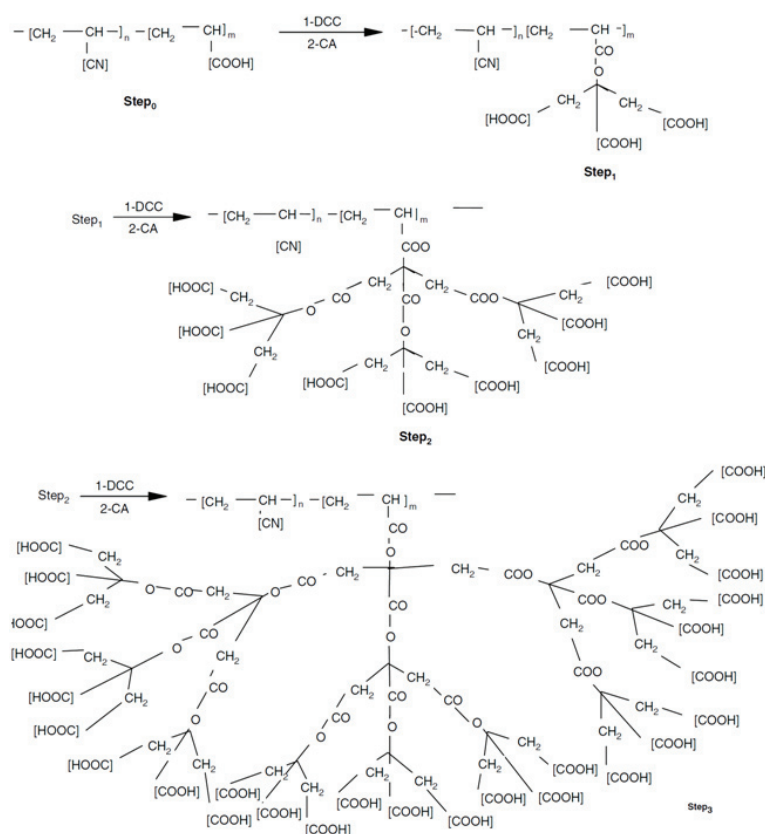 — [CH2 — CH — ]n — [CH2 — CH]m
[CN] [COOH]
1-DCC
2-CA
Step0
-[-CH2 — CH — ]n [CH2 — CH -]m
[CN] CO
O
CH2 CH2
[HOOC] [COOH] [COOH]
Step1
Step1 1-DCC
2-CA
— [CH2 — CH — ]n — [CH2 — CH]m —
[CN] COO
[HOOC] CH2 CO CH2 CH2 COO CH2 [COOH]
[HOOC] O CO [COOH]
CH2 O CH2
[HOOC] CH2 CH2 [COOH]
[HOOC] [COOH] [COOH]
Step2
Step2 1-DCC
2-CA
— [CH2 — CH — ]n — [CH2 — CH]m —
[CN] CO
[COOH]
CH2
[COOH]
[HOOC] CH2 O COO CH2 [COOH]
[HOOC] O CO CH2 O CO CH2 CH2 COO CH2 [COOH]
CH2 CO COO CH2 [COOH]
HOOC] O CO CH2 [COOH]
[HOOC] CH2 O CH2 CH2 [COOH]
[HOOC] CH2 CO COO
[HOOC] CH2 CO CH2 CH2 CH2 [COOH]
O CO CO CO CH2 [COOH]
[HOOC] CH2 CH2 O O O CH2 [COOH] [COOH]
[COOH] CH2 CH2 CH2 CH2 CH2 [COOH]
[COOH] [COOH] [COOH] [COOH] [COOH] [COOH] [COOH] [COOH]
Step3